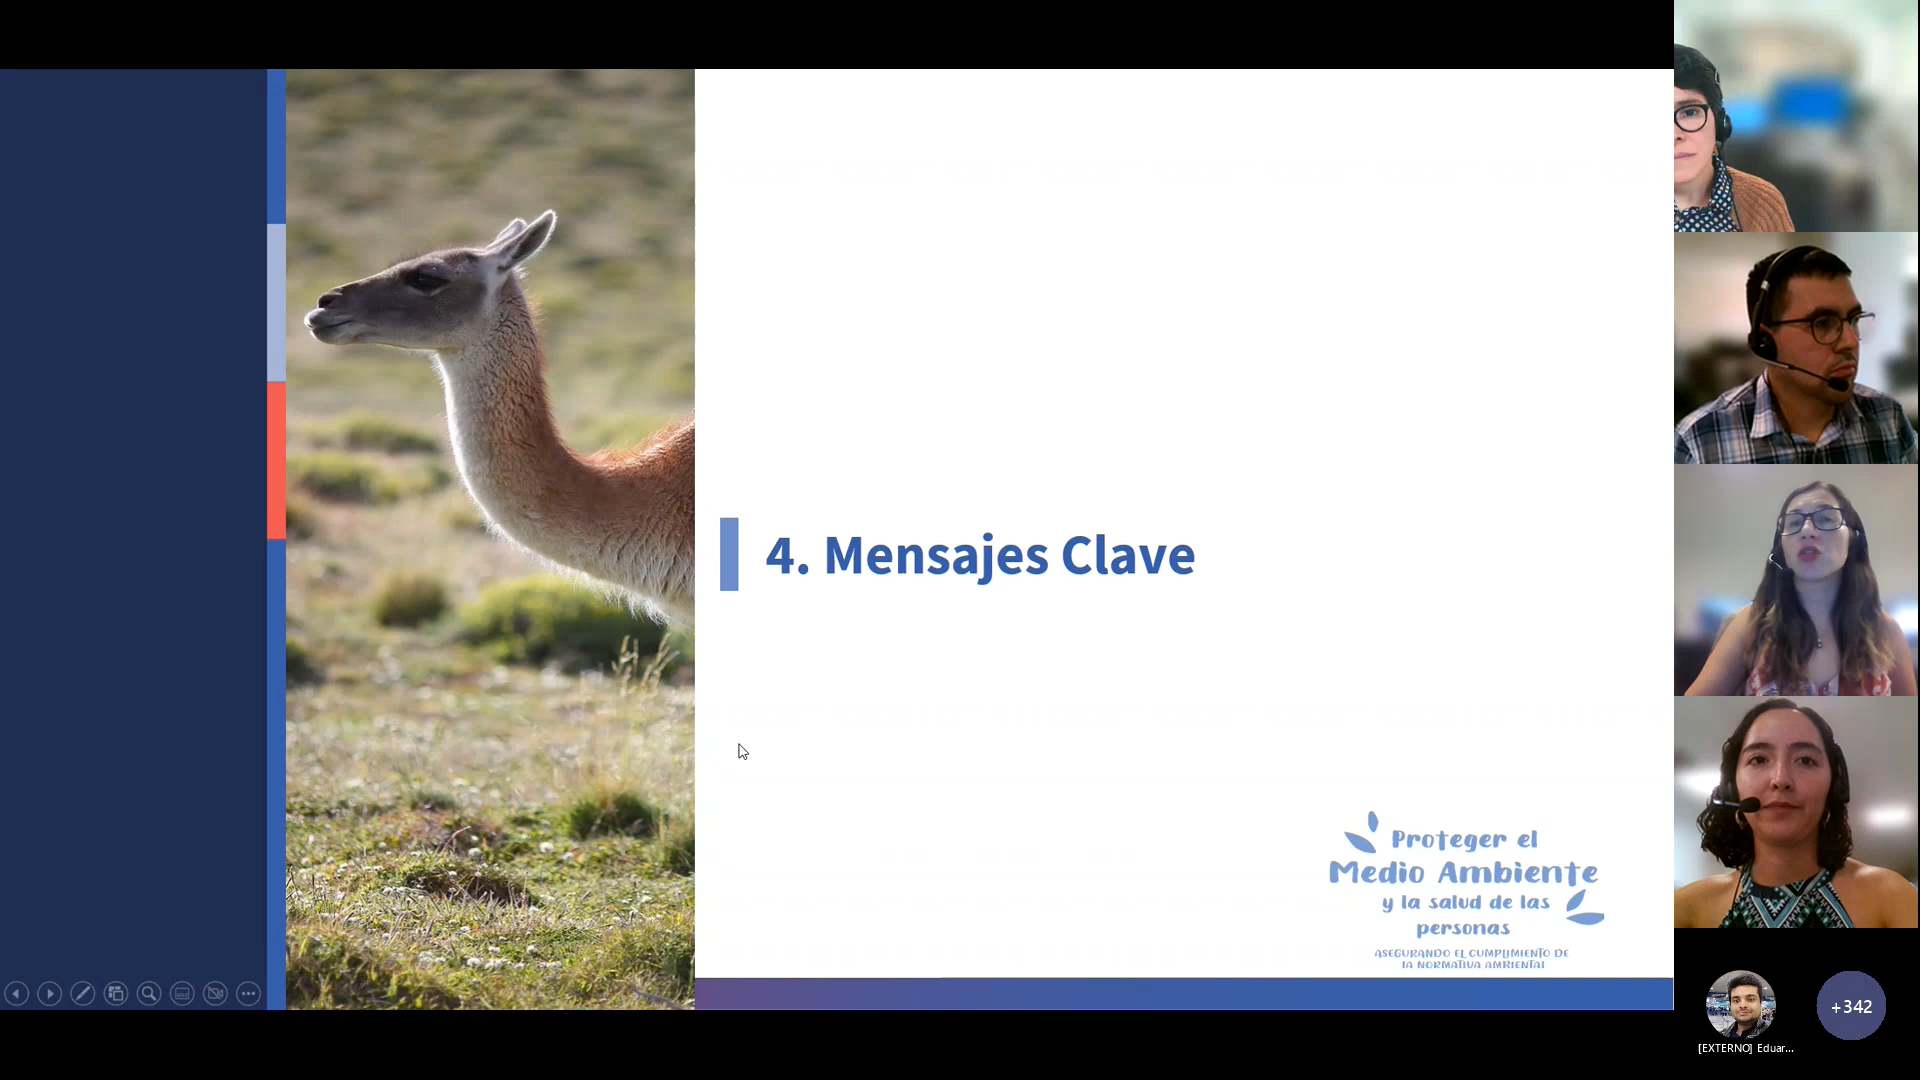 4. Mensajes Clave
Proteger el
Medio Ambiente
y la salud de las
personas
ASEGURANDO EL CUMPLIMIENTO DE
LA NORMATIVA AMBIENTAL
+342
[EXTERNO] Eduar...